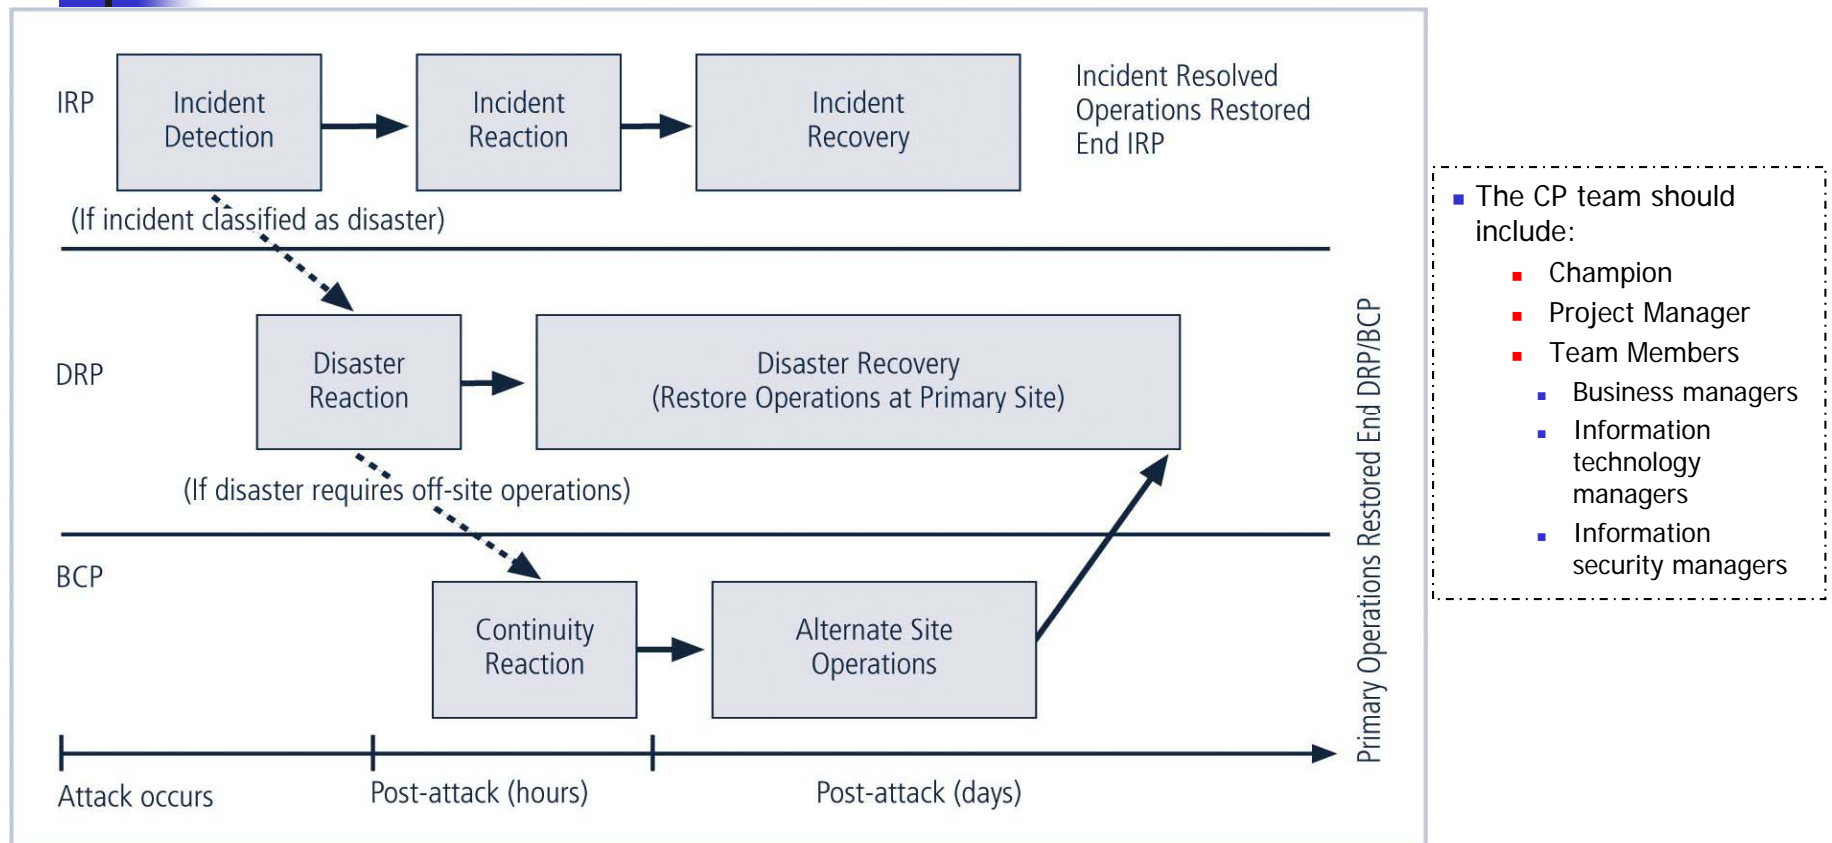 IRP
Incident
Detection
Incident
Reaction
Incident
Recovery
Incident Resolved
Operations Restored
End IRP
(If incident classified as disaster)
DRP
Disaster
Reaction
Disaster Recovery
(Restore Operations at Primary Site)
(If disaster requires off-site operations)
BCP
Continuity
Reaction
Alternate Site
Operations
Primary Operations Restored End DRP/BCP
Attack occurs
Post-attack (hours)
Post-attack (days)
The CP team should
include:
Champion
Project Manager
Team Members
Business managers
Information
technology
managers
Information
security managers